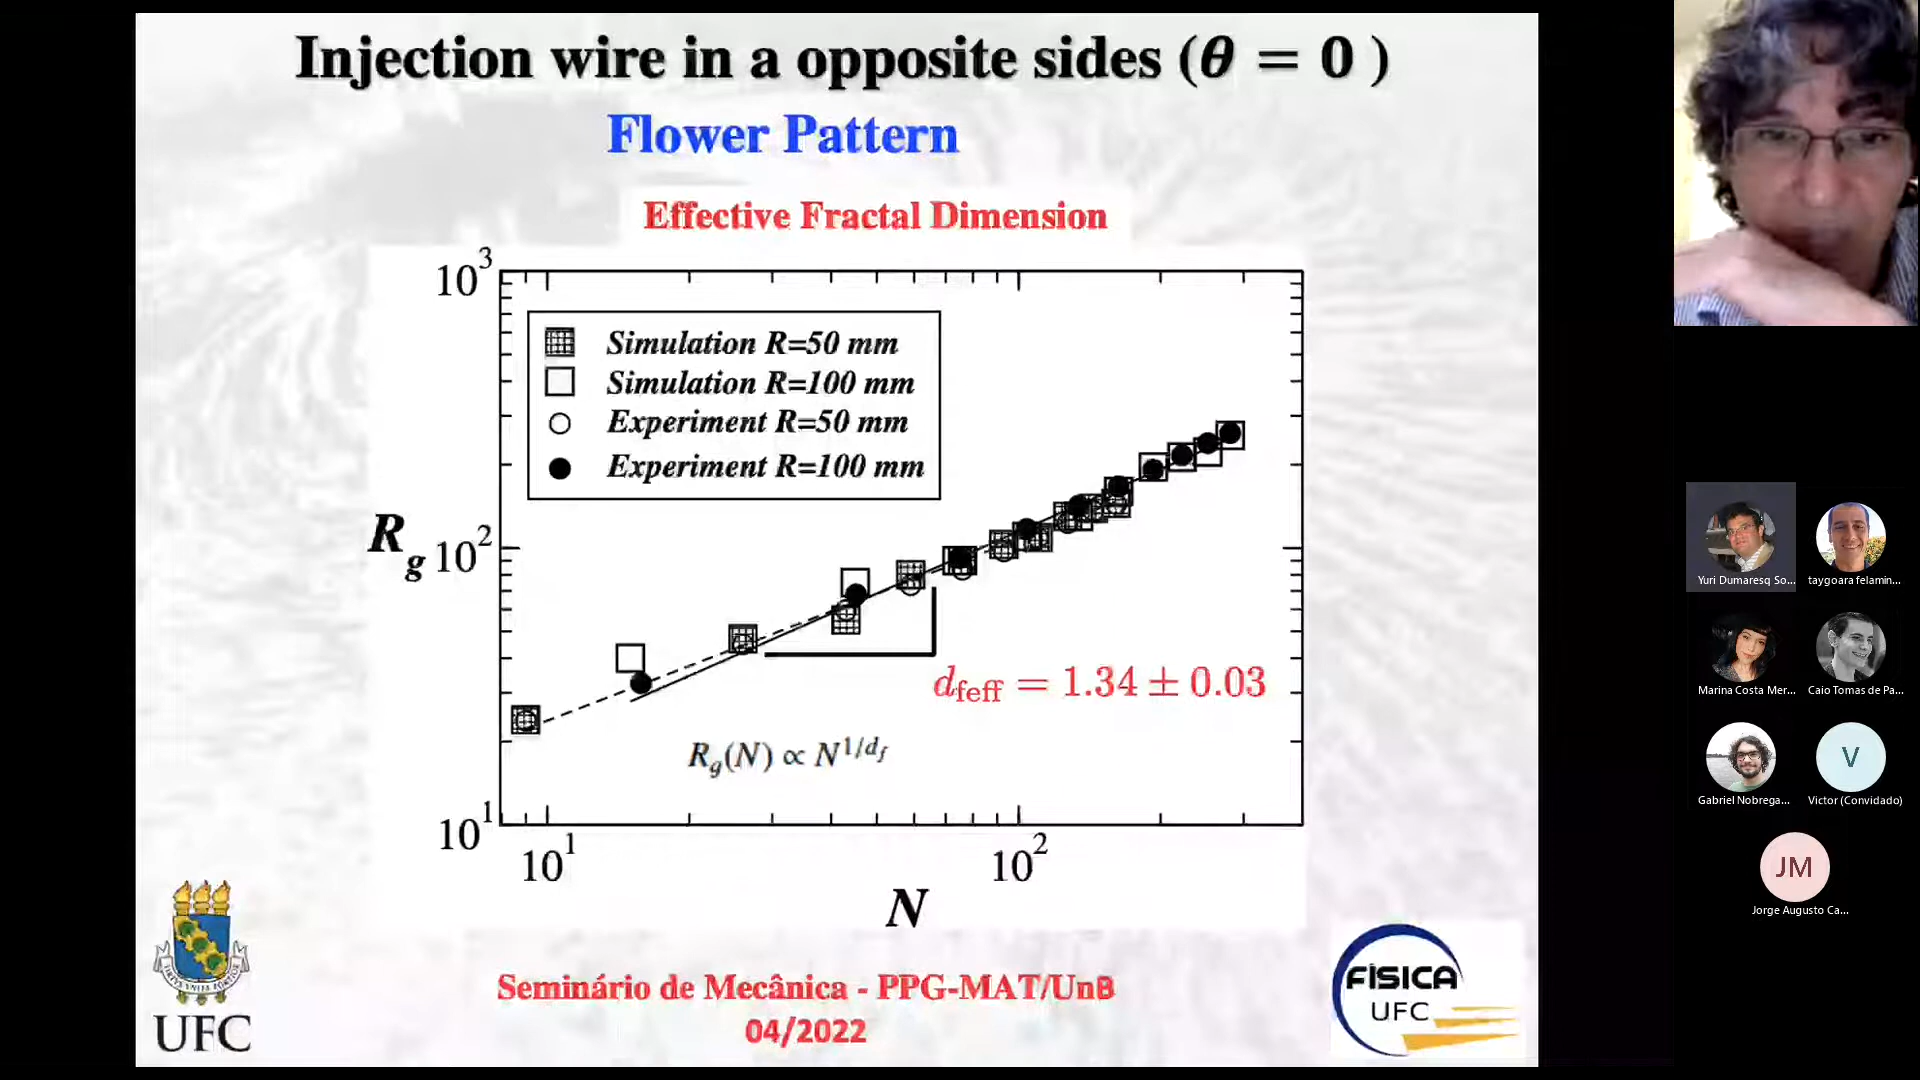 Injection wire in a opposite sides (θ = 0 )
Flower Pattern
Effective Fractal Dimension
10³
Simulation R=50 mm
Simulation R=100 mm
Experiment R=50 mm
Experiment R=100 mm
R_g
10²
d_feff = 1.34 ± 0.03
R_g(N) ∝ N^{1/d_f}
10¹
10¹
10²
N
Seminário de Mecânica - PPG-MAT/UnB
04/2022
UFC
FÍSICA
UFC
Yuri Dumaresq So...
taygoara felamin...
Marina Costa Mer...
Caio Tomas de Pa...
Gabriel Nobrega...
V
Victor (Convidado)
JM
Jorge Augusto Ca...